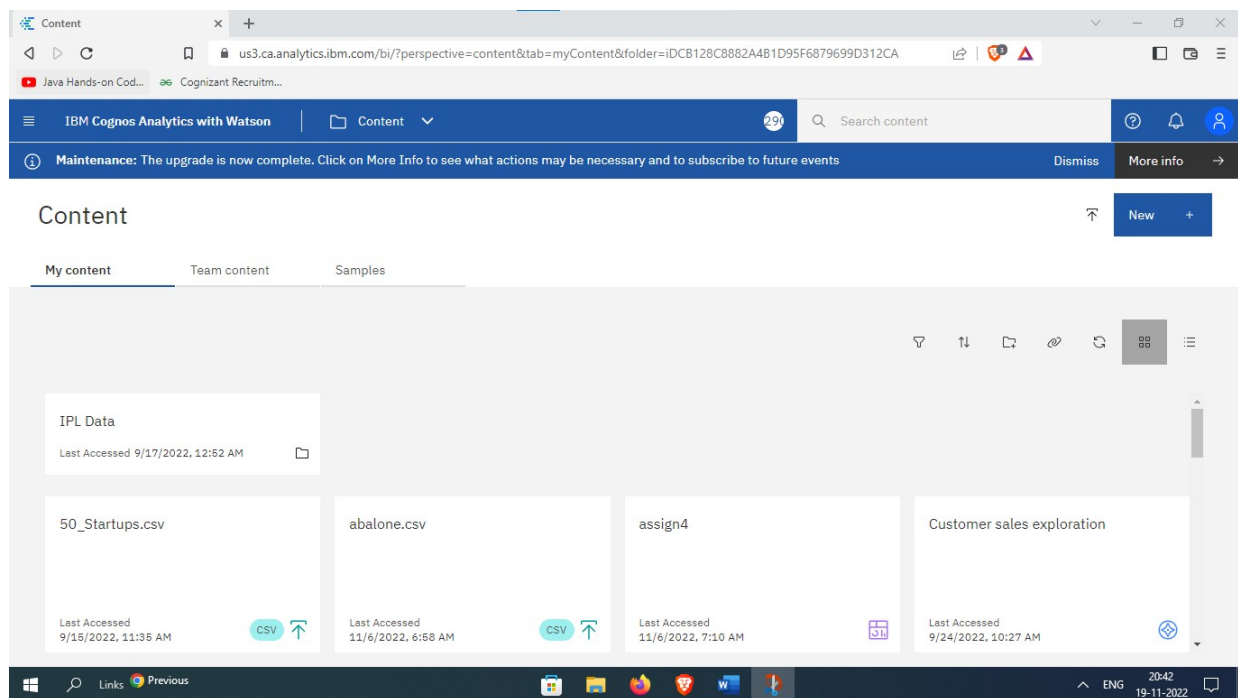 Content
us3.ca.analytics.ibm.com/bi/?perspective=content&tab=myContent&folder=iDCB128C8882A4B1D95F6879699D312CA
Java Hands-on Cod... Cognizant Recruitm...
IBM Cognos Analytics with Watson Content 290 Search content
Maintenance: The upgrade is now complete. Click on More Info to see what actions may be necessary and to subscribe to future events Dismiss More info
Content New +
My content Team content Samples
IPL Data
Last Accessed 9/17/2022, 12:52 AM
50_Startups.csv abalone.csv assign4 Customer sales exploration
Last Accessed Last Accessed Last Accessed Last Accessed
9/15/2022, 11:35 AM CSV 11/6/2022, 6:58 AM CSV 11/6/2022, 7:10 AM 9/24/2022, 10:27 AM
Links Previous ENG 20:42
19-11-2022